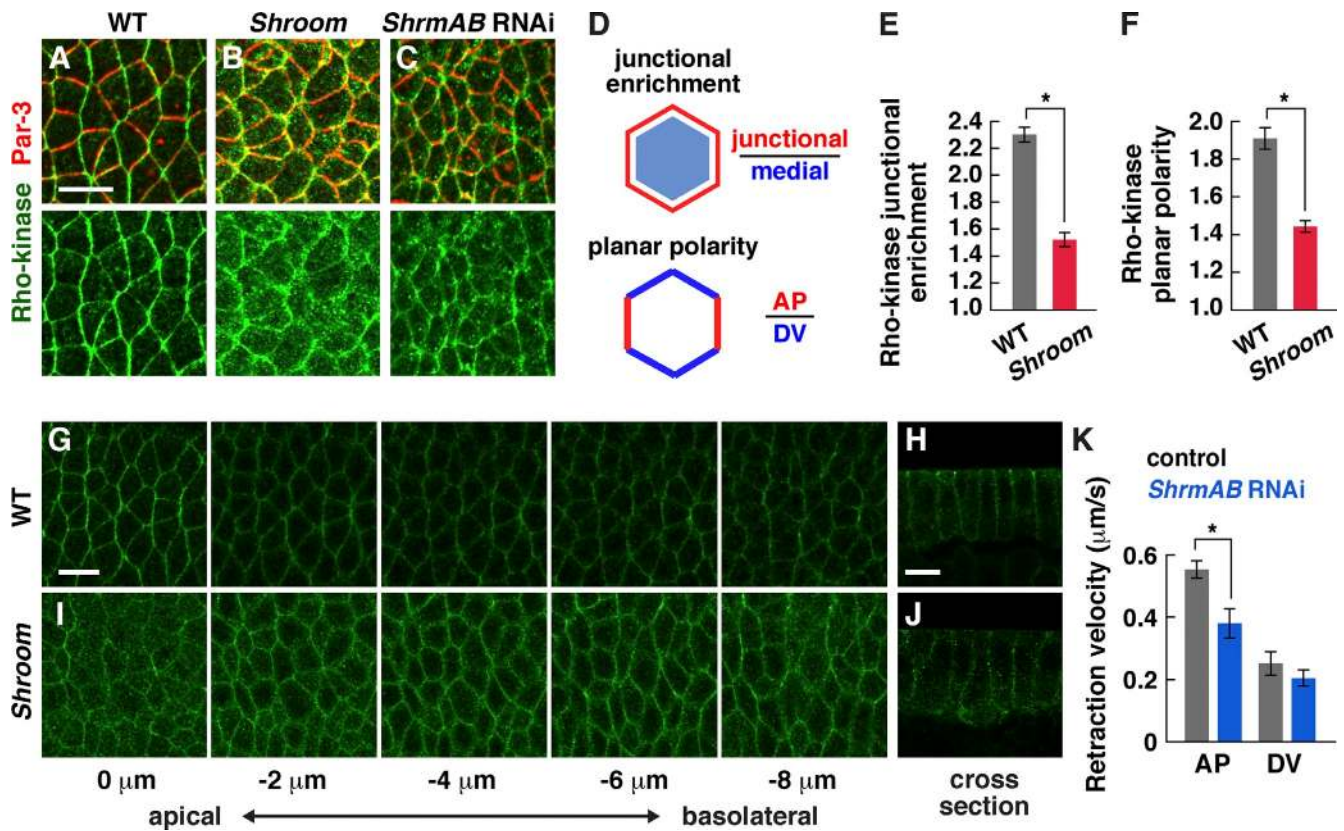 WT
Shroom
ShrmAB RNAi
A
B
C
Rho-kinase Par-3
Rho-kinase
D
junctional
enrichment
junctional
medial
planar polarity
AP
DV
E
Rho-kinase junctional
enrichment
2.4
2.2
2.0
1.8
1.6
1.4
1.2
1.0
*
WT
Shroom
F
Rho-kinase
planar polarity
2.0
1.8
1.6
1.4
1.2
1.0
*
WT
Shroom
G
H
WT
I
J
Shroom
0 μm
-2 μm
-4 μm
-6 μm
-8 μm
apical
basolateral
cross
section
K
control
ShrmAB RNAi
Retraction velocity (μm/s)
0.6
0.4
0.2
0
*
AP
DV